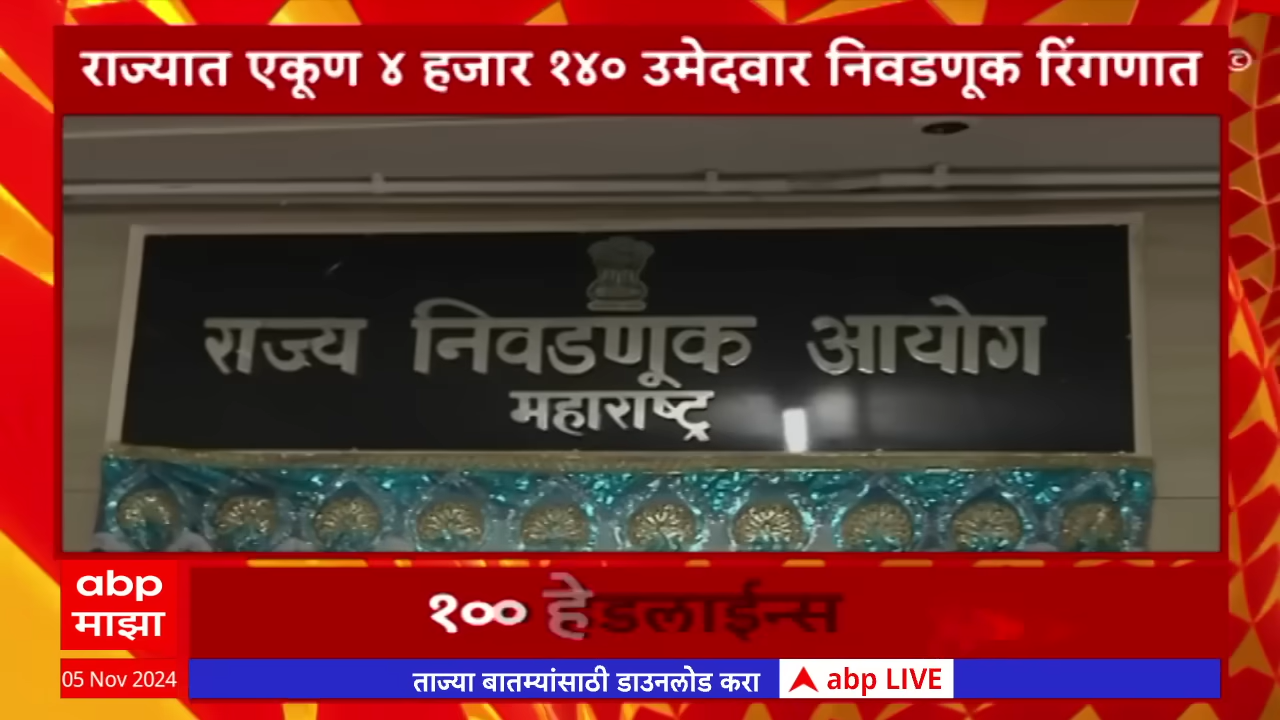 राज्यात एकूण ४ हजार १४० उमेदवार निवडणूक रिंगणात
©
राज्य निवडणूक आयोग
महाराष्ट्र
abp
माझा
१०० हेडलाईन्स
05 Nov 2024
ताज्या बातम्यांसाठी डाउनलोड करा
abp LIVE